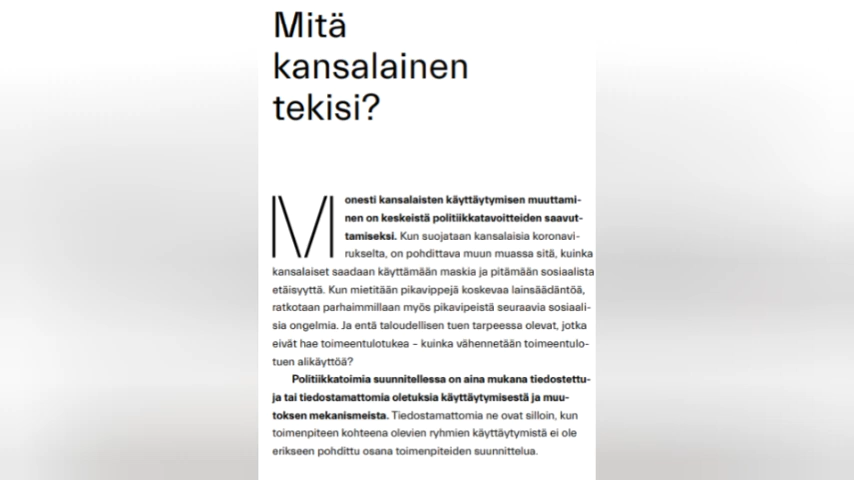 Mitä
kansalainen
tekisi?
Monesti kansalaisten käyttäytymisen muuttami-
nen on keskeistä politiikkatavoitteiden saavut-
tamiseksi. Kun suojataan kansalaisia koronavi-
rukselta, on pohdittava muun muassa sitä, kuinka
kansalaiset saadaan käyttämään maskia ja pitämään sosiaalista
etäisyyttä. Kun mietitään pikavippejä koskevaa lainsäädäntöä,
ratkotaan parhaimmillaan myös pikavipeistä seuraavia sosiaali-
sia ongelmia. Ja entä taloudellisen tuen tarpeessa olevat, jotka
eivät hae toimeentulotukea – kuinka vähennetään toimeentulo-
tuen alikäyttöä?
Politiikkatoimia suunnitellessa on aina mukana tiedostettu-
ja tai tiedostamattomia oletuksia käyttäytymisestä ja muu-
toksen mekanismeista. Tiedostamattomia ne ovat silloin, kun
toimenpiteen kohteena olevien ryhmien käyttäytymistä ei ole
erikseen pohdittu osana toimenpiteiden suunnittelua.